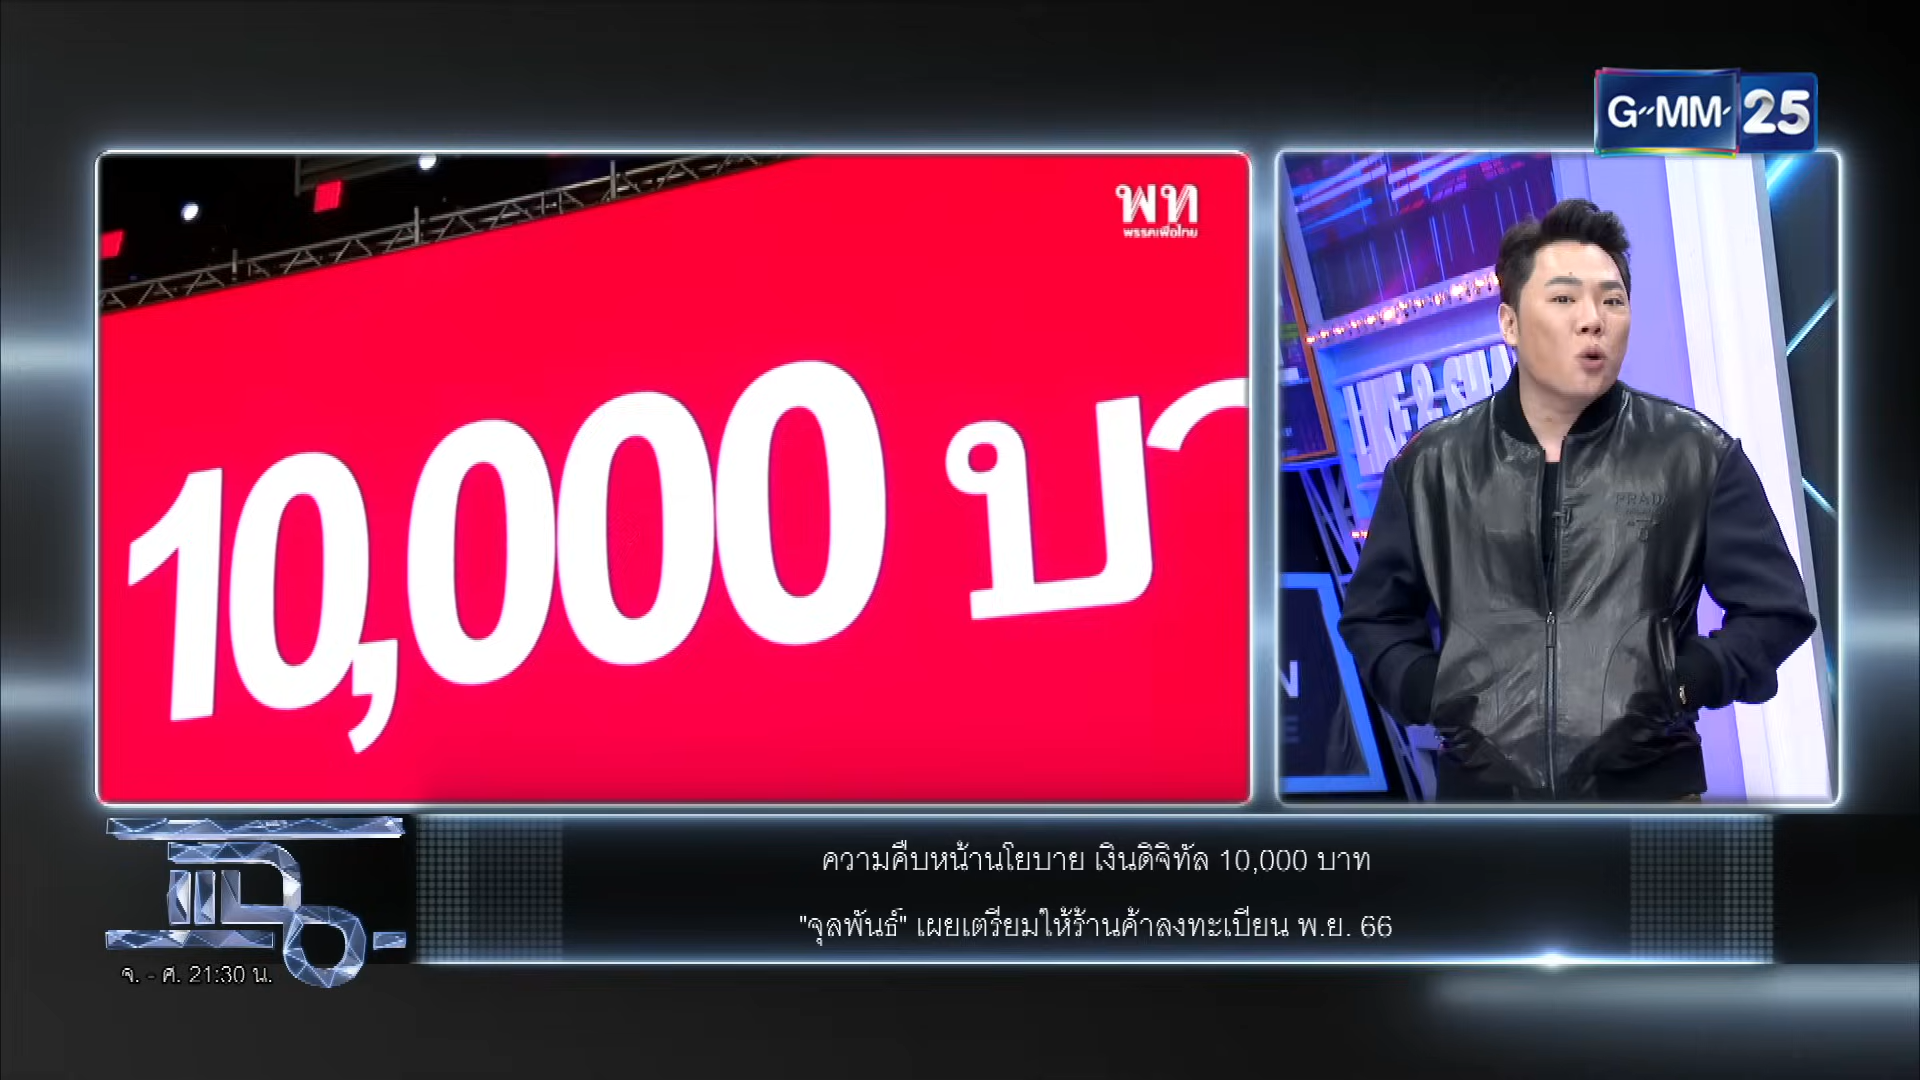 G"MM' 25
พท
พรรคเพื่อไทย
10,000 บา
LIKE & SHA
PRADA
N
E
แฉ
ความคืบหน้านโยบาย เงินดิจิทัล 10,000 บาท
"จุลพันธ์" เผยเตรียมให้ร้านค้าลงทะเบียน พ.ย. 66
จ. - ศ. 21:30 น.